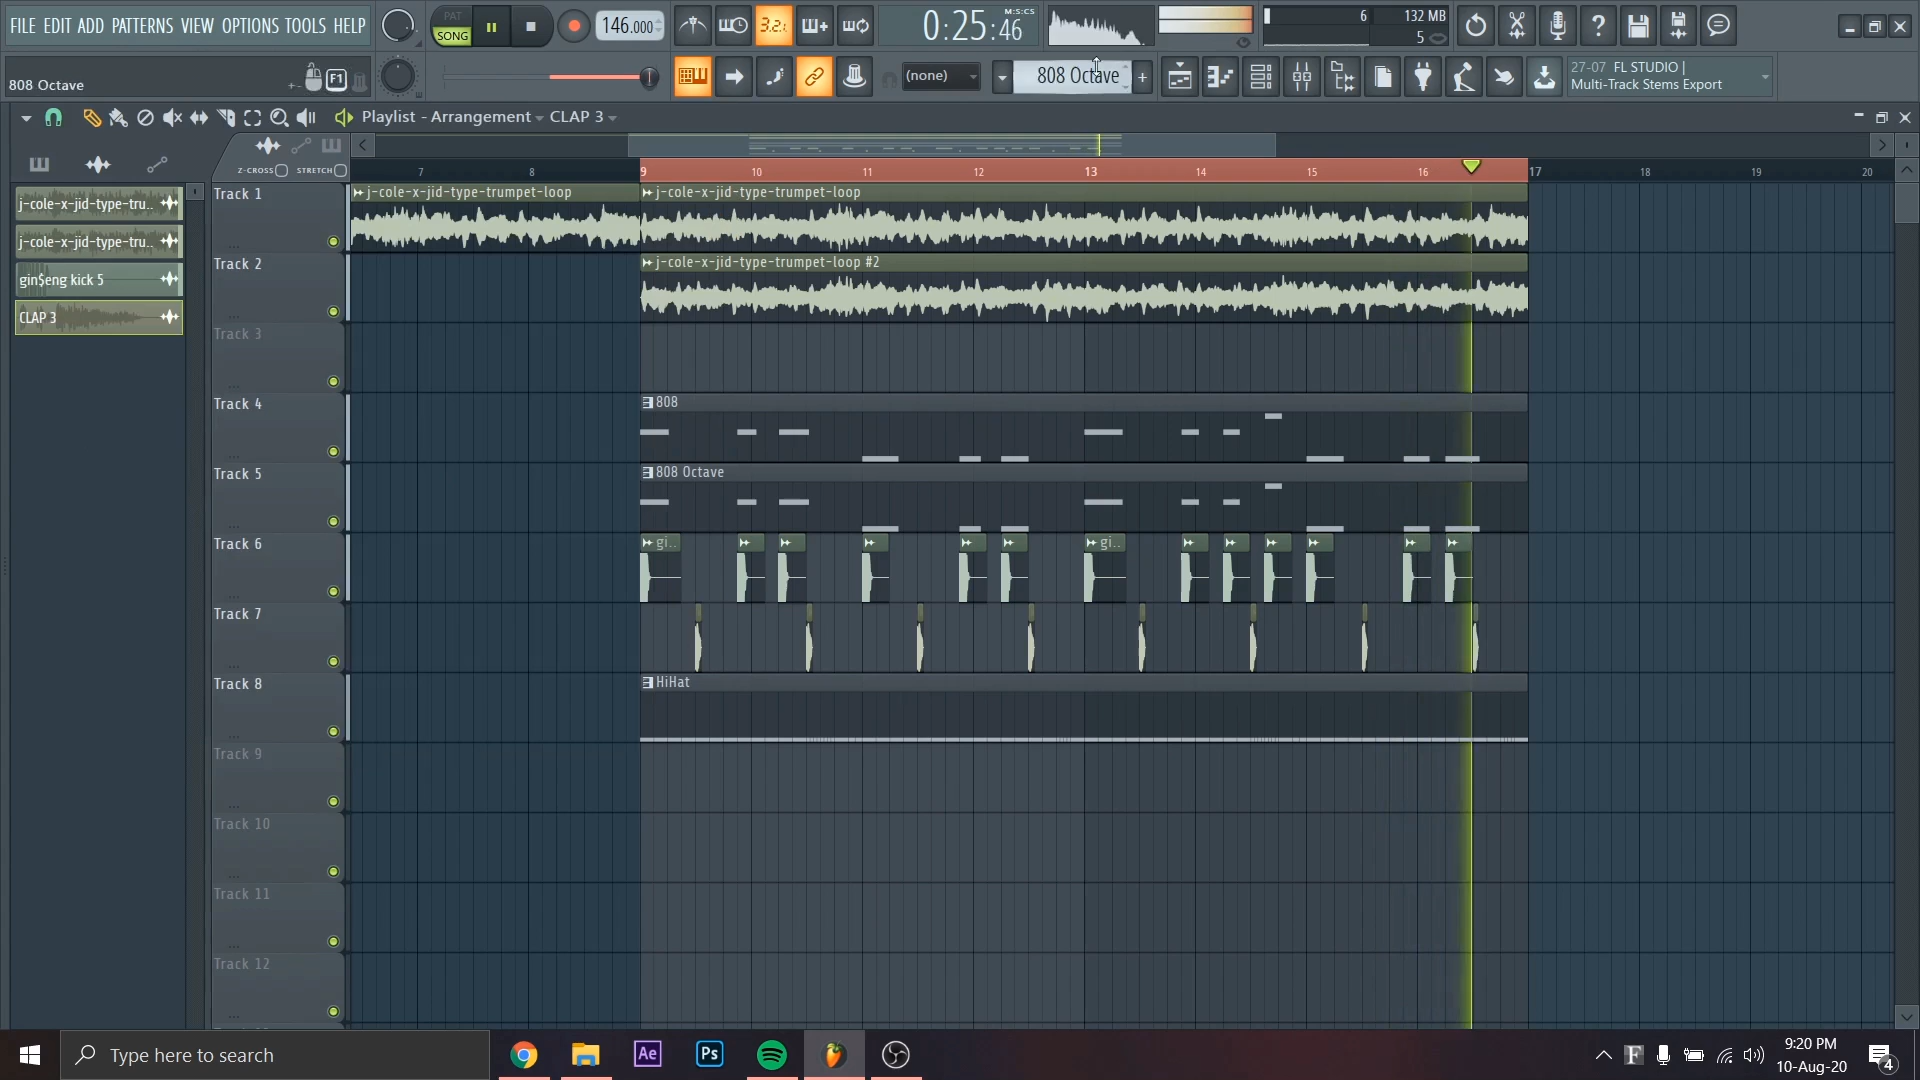 FILE EDIT ADD PATTERNS VIEW OPTIONS TOOLS HELP
PAT
SONG
146.000
3.2.
0:25:46
M:S:CS
6
132 MB
5
808 Octave
F1
(none)
808 Octave
+
27-07 FL STUDIO |
Multi-Track Stems Export
Playlist - Arrangement
CLAP 3
Z-CROSS
STRETCH
7 8 9 10 11 12 13 14 15 16 17 18 19 20
j-cole-x-jid-type-tru..
j-cole-x-jid-type-tru..
gin$eng kick 5
CLAP 3
Track 1
j-cole-x-jid-type-trumpet-loop
j-cole-x-jid-type-trumpet-loop
Track 2
j-cole-x-jid-type-trumpet-loop #2
Track 3
Track 4
808
Track 5
808 Octave
Track 6
gi..
gi..
Track 7
Track 8
HiHat
Track 9
Track 10
Track 11
Track 12
Type here to search
Ae
Ps
F
9:20 PM
10-Aug-20
4